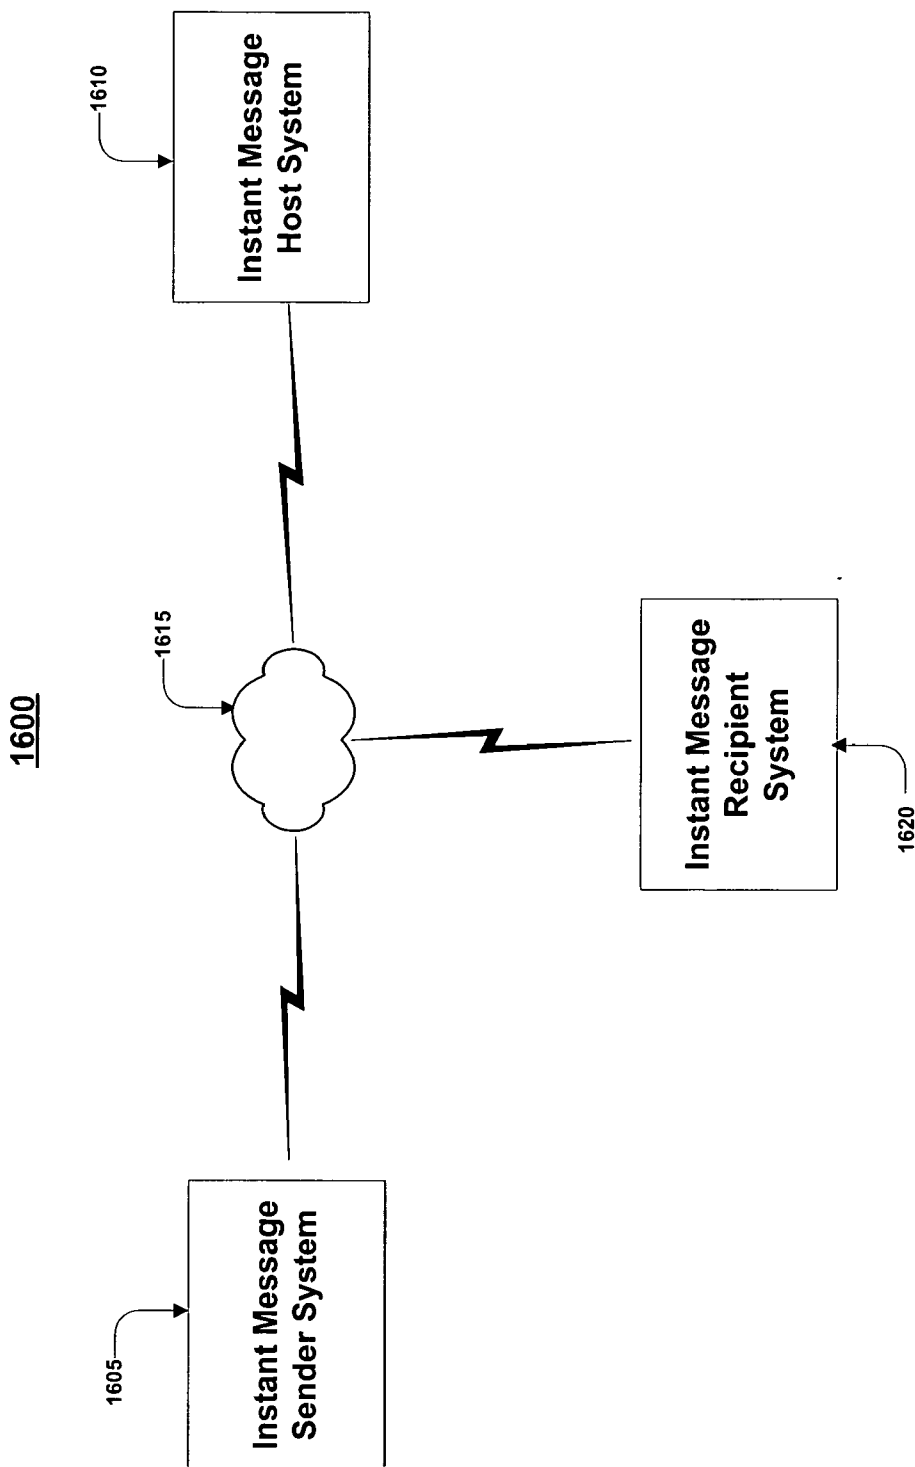 1600
1605
Instant Message
Sender System
1615
1610
Instant Message
Host System
Instant Message
Recipient
System
1620